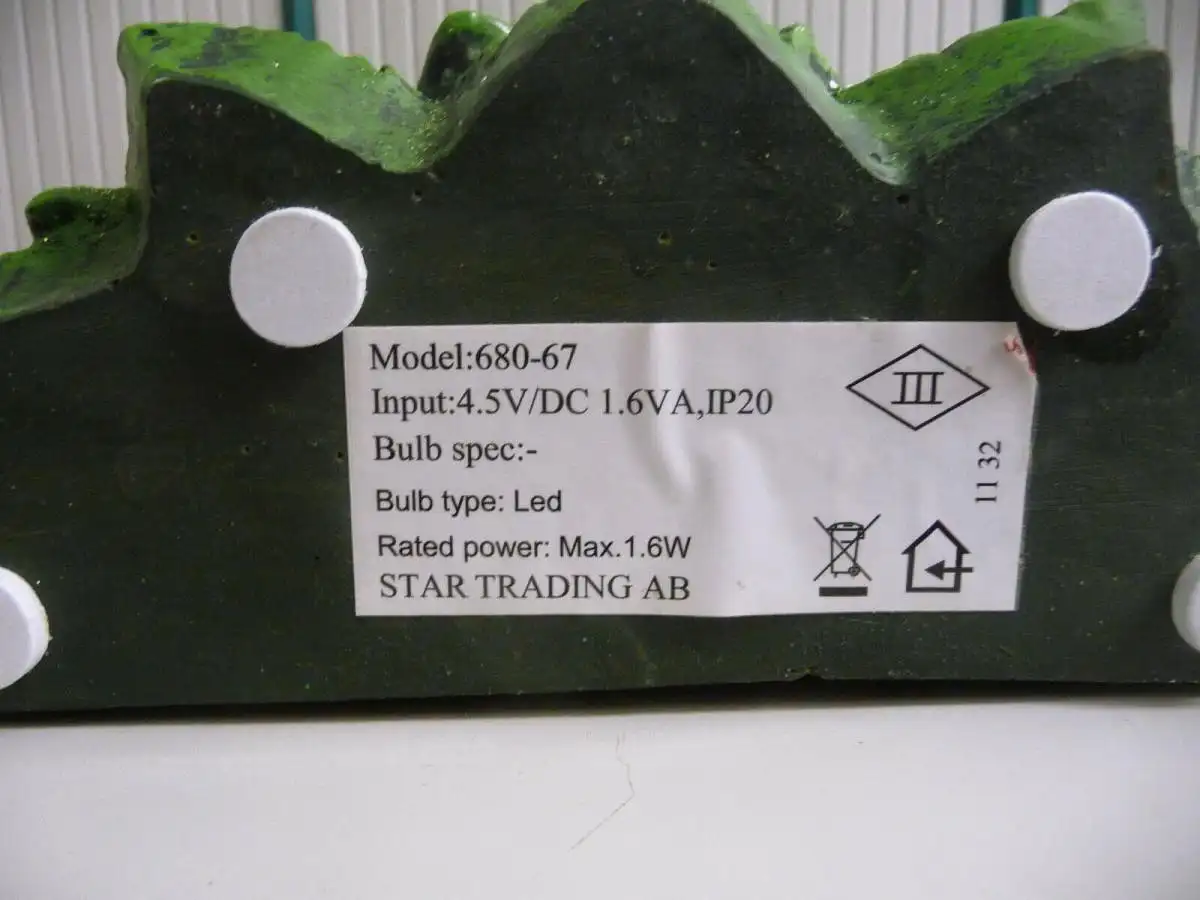 Model:680-67
Input:4.5V/DC 1.6VA,IP20
Bulb spec:-
Bulb type: Led
Rated power: Max.1.6W
STAR TRADING AB
III
11 32